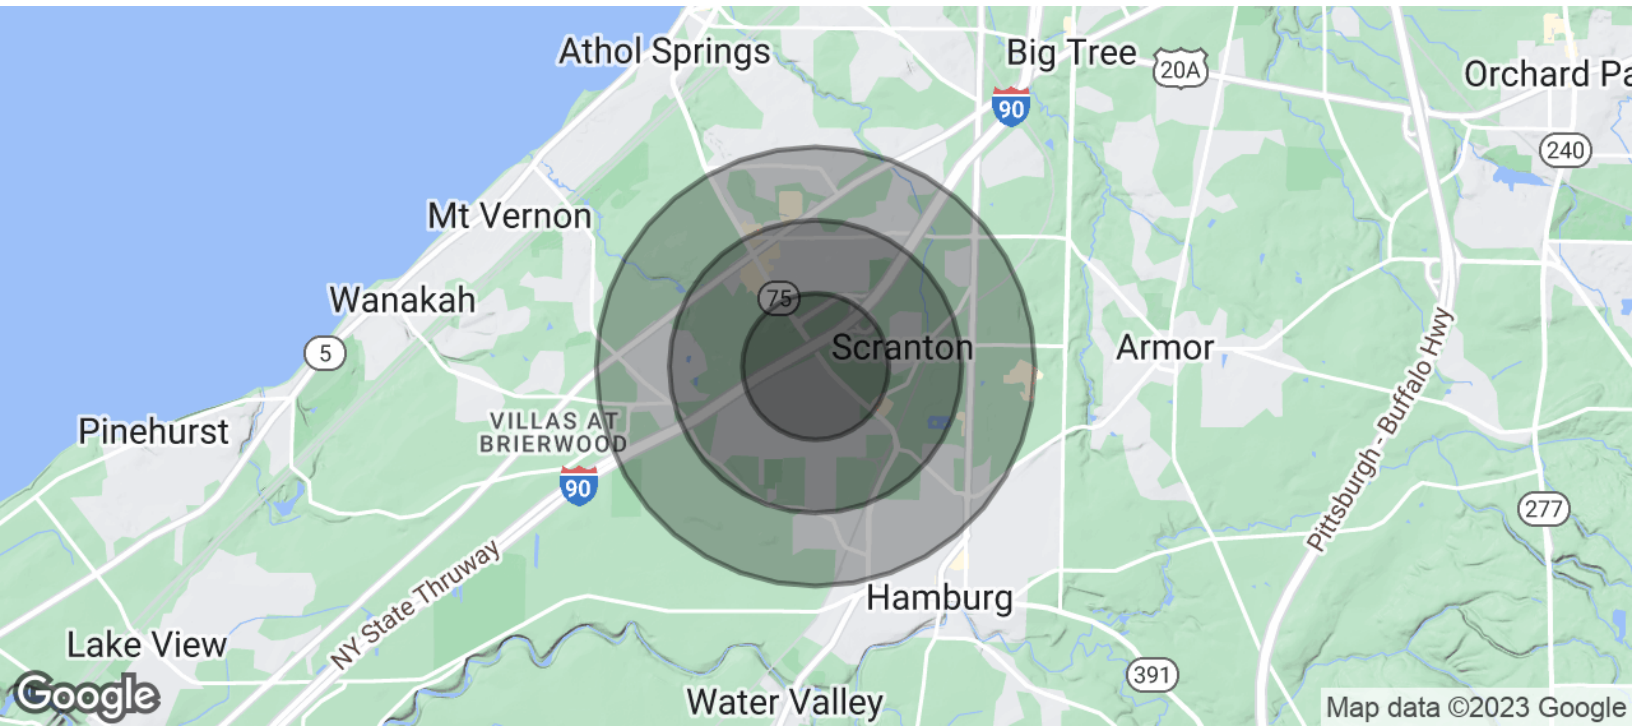 Athol Springs
Big Tree
20A
Orchard Pa
90
240
Mt Vernon
Wanakah
75
5
Scranton
Armor
Pinehurst
VILLAS AT
BRIERWOOD
90
Pittsburgh - Buffalo Hwy
277
NY State Thruway
Hamburg
Lake View
391
Water Valley
Google
Map data ©2023 Google